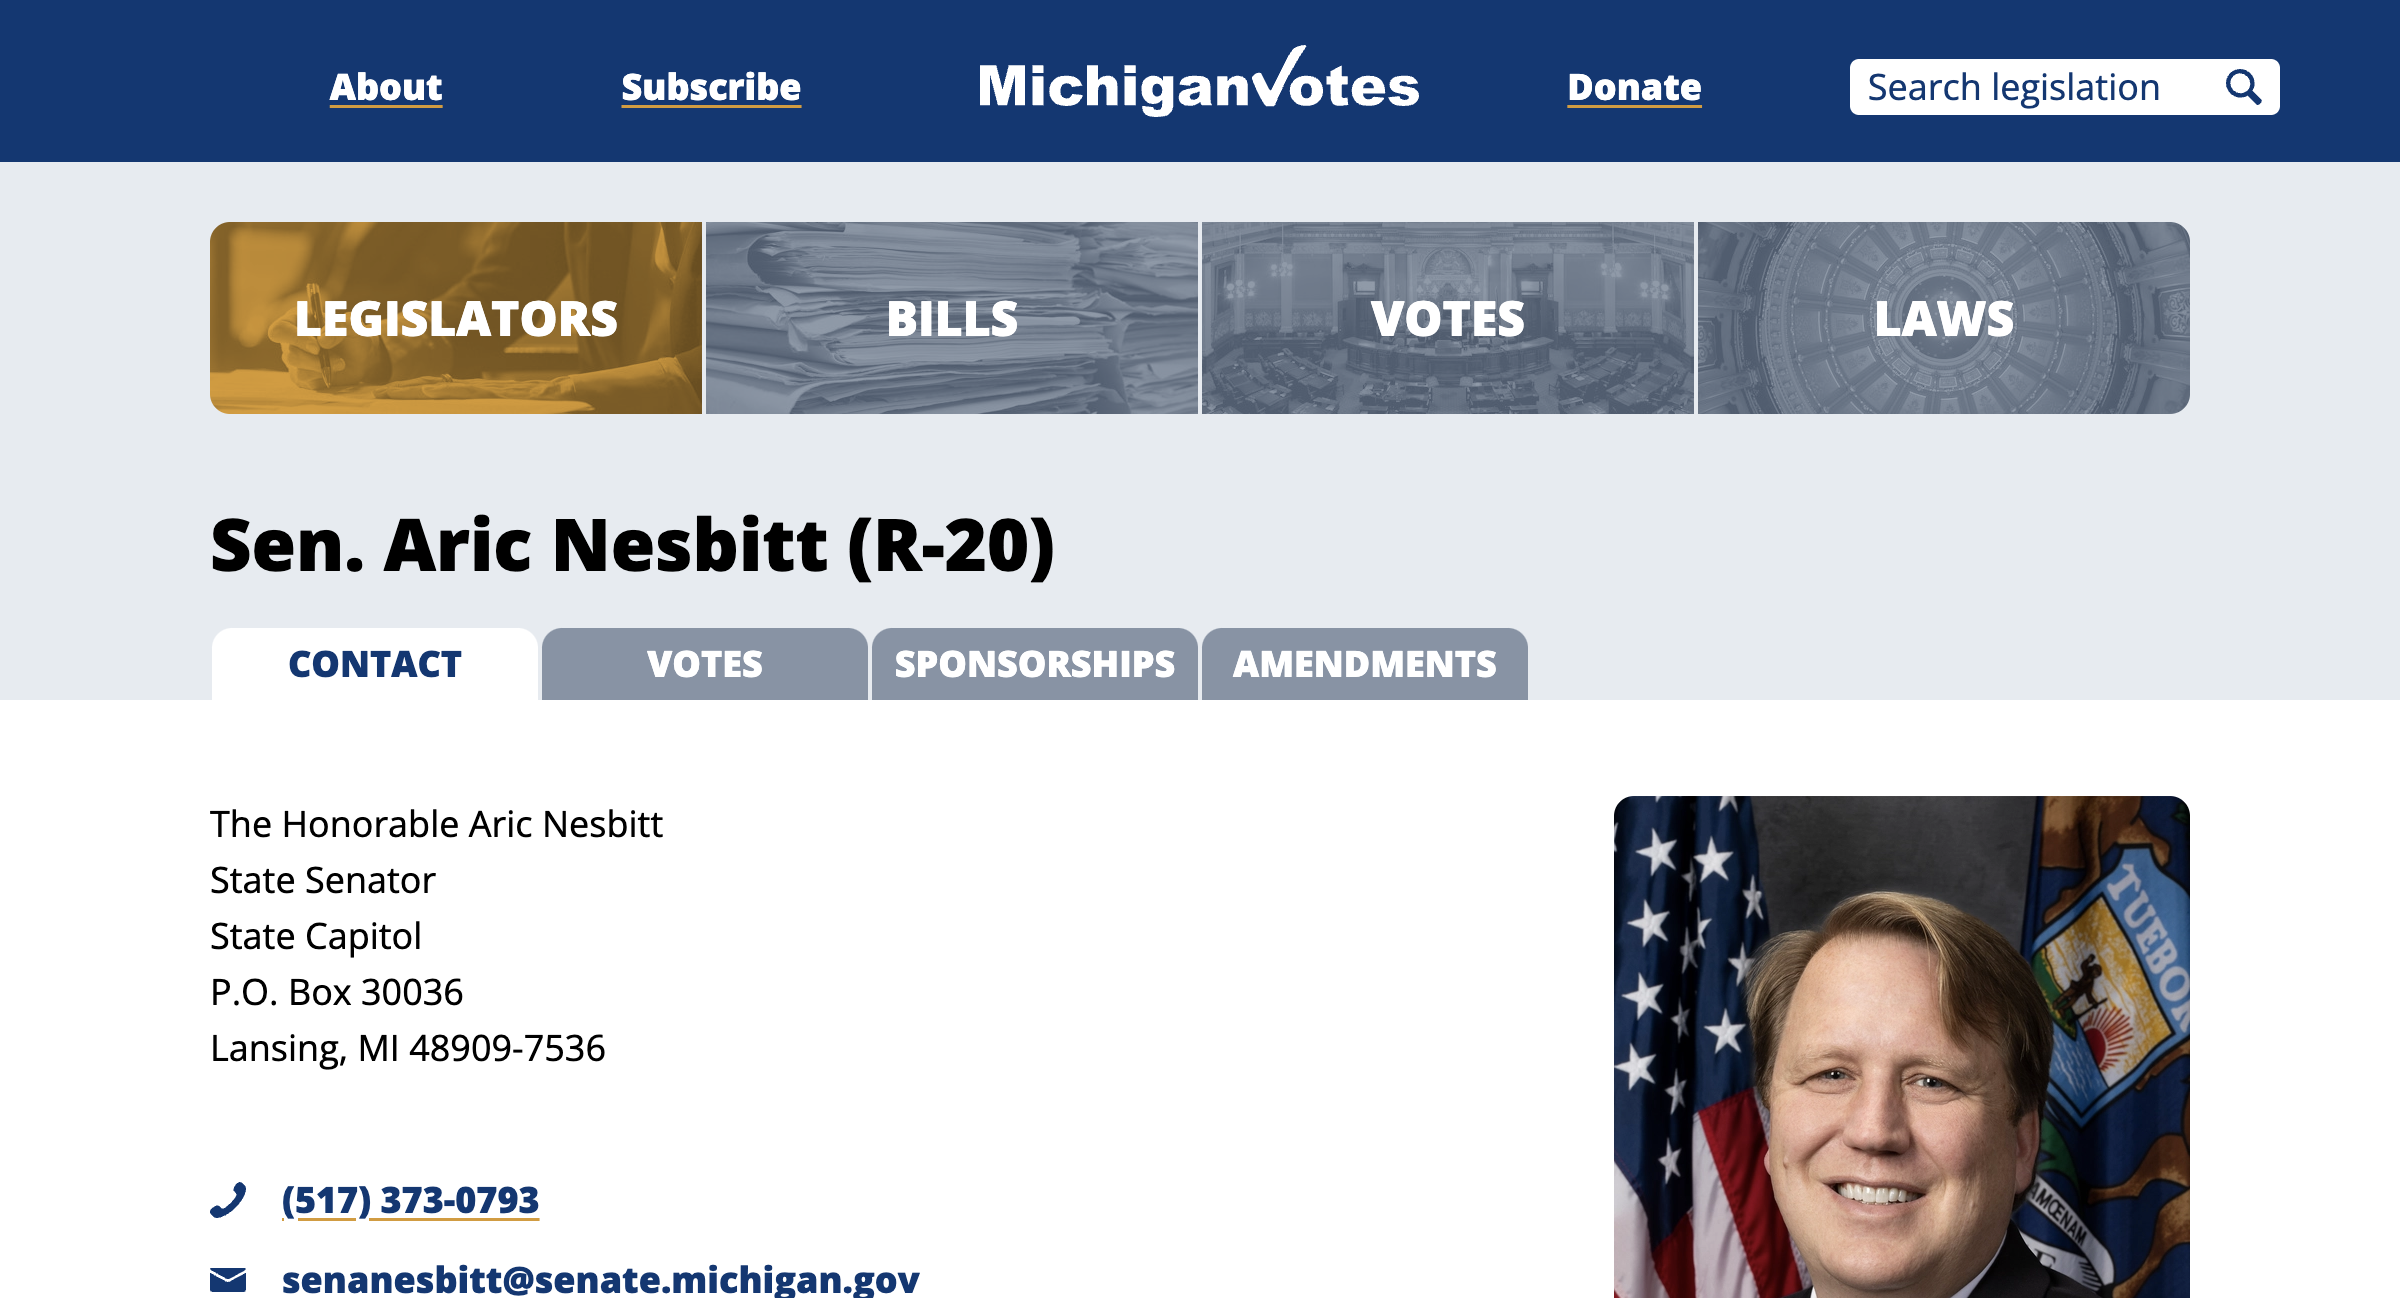 About
Subscribe
MichiganVotes
Donate
Search legislation
LEGISLATORS
BILLS
VOTES
LAWS
Sen. Aric Nesbitt (R-20)
CONTACT
VOTES
SPONSORSHIPS
AMENDMENTS
The Honorable Aric Nesbitt
State Senator
State Capitol
P.O. Box 30036
Lansing, MI 48909-7536
(517) 373-0793
senanesbitt@senate.michigan.gov
TUEBOR
AMŒNAM